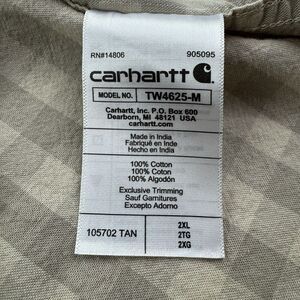 RN#14806 905095
carhartt
MODEL NO. TW4625-M
Carhartt, Inc. P.O. Box 600
Dearborn, MI 48121
carhartt.com
Made in India
Fabriqué en Inde
Hecho en India
100% Cotton
100% Coton
100% Algodón
Exclusive Trimming
Sauf Garnitures
Excepto Adorno
105702 TAN
2XL
2TG
2XG